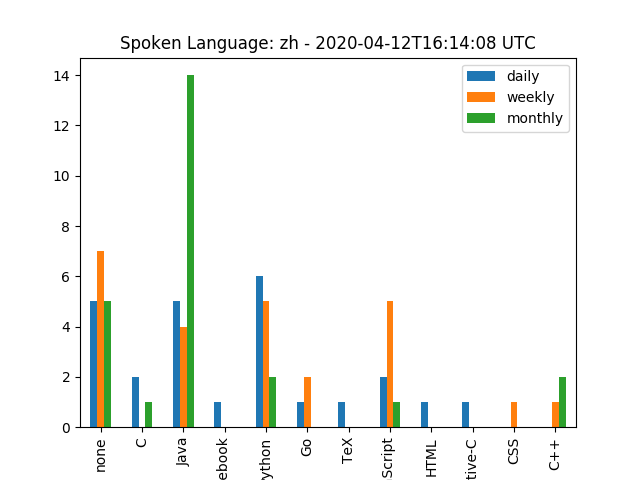 Spoken Language: zh - 2020-04-12T16:14:08 UTC
daily
weekly
monthly
14
12
10
8
6
4
2
0
none
C
Java
ebook
ython
Go
TeX
Script
HTML
tive-C
CSS
C++